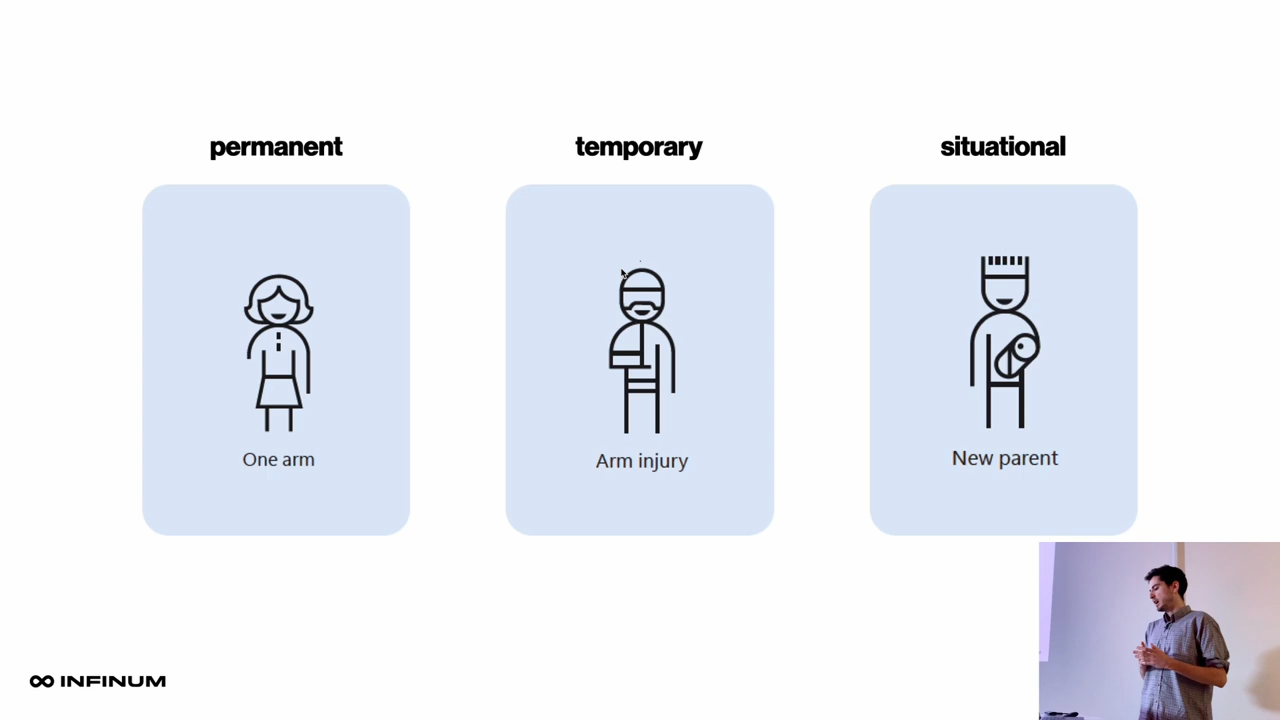 permanent
temporary
situational
One arm
Arm injury
New parent
INFINUM